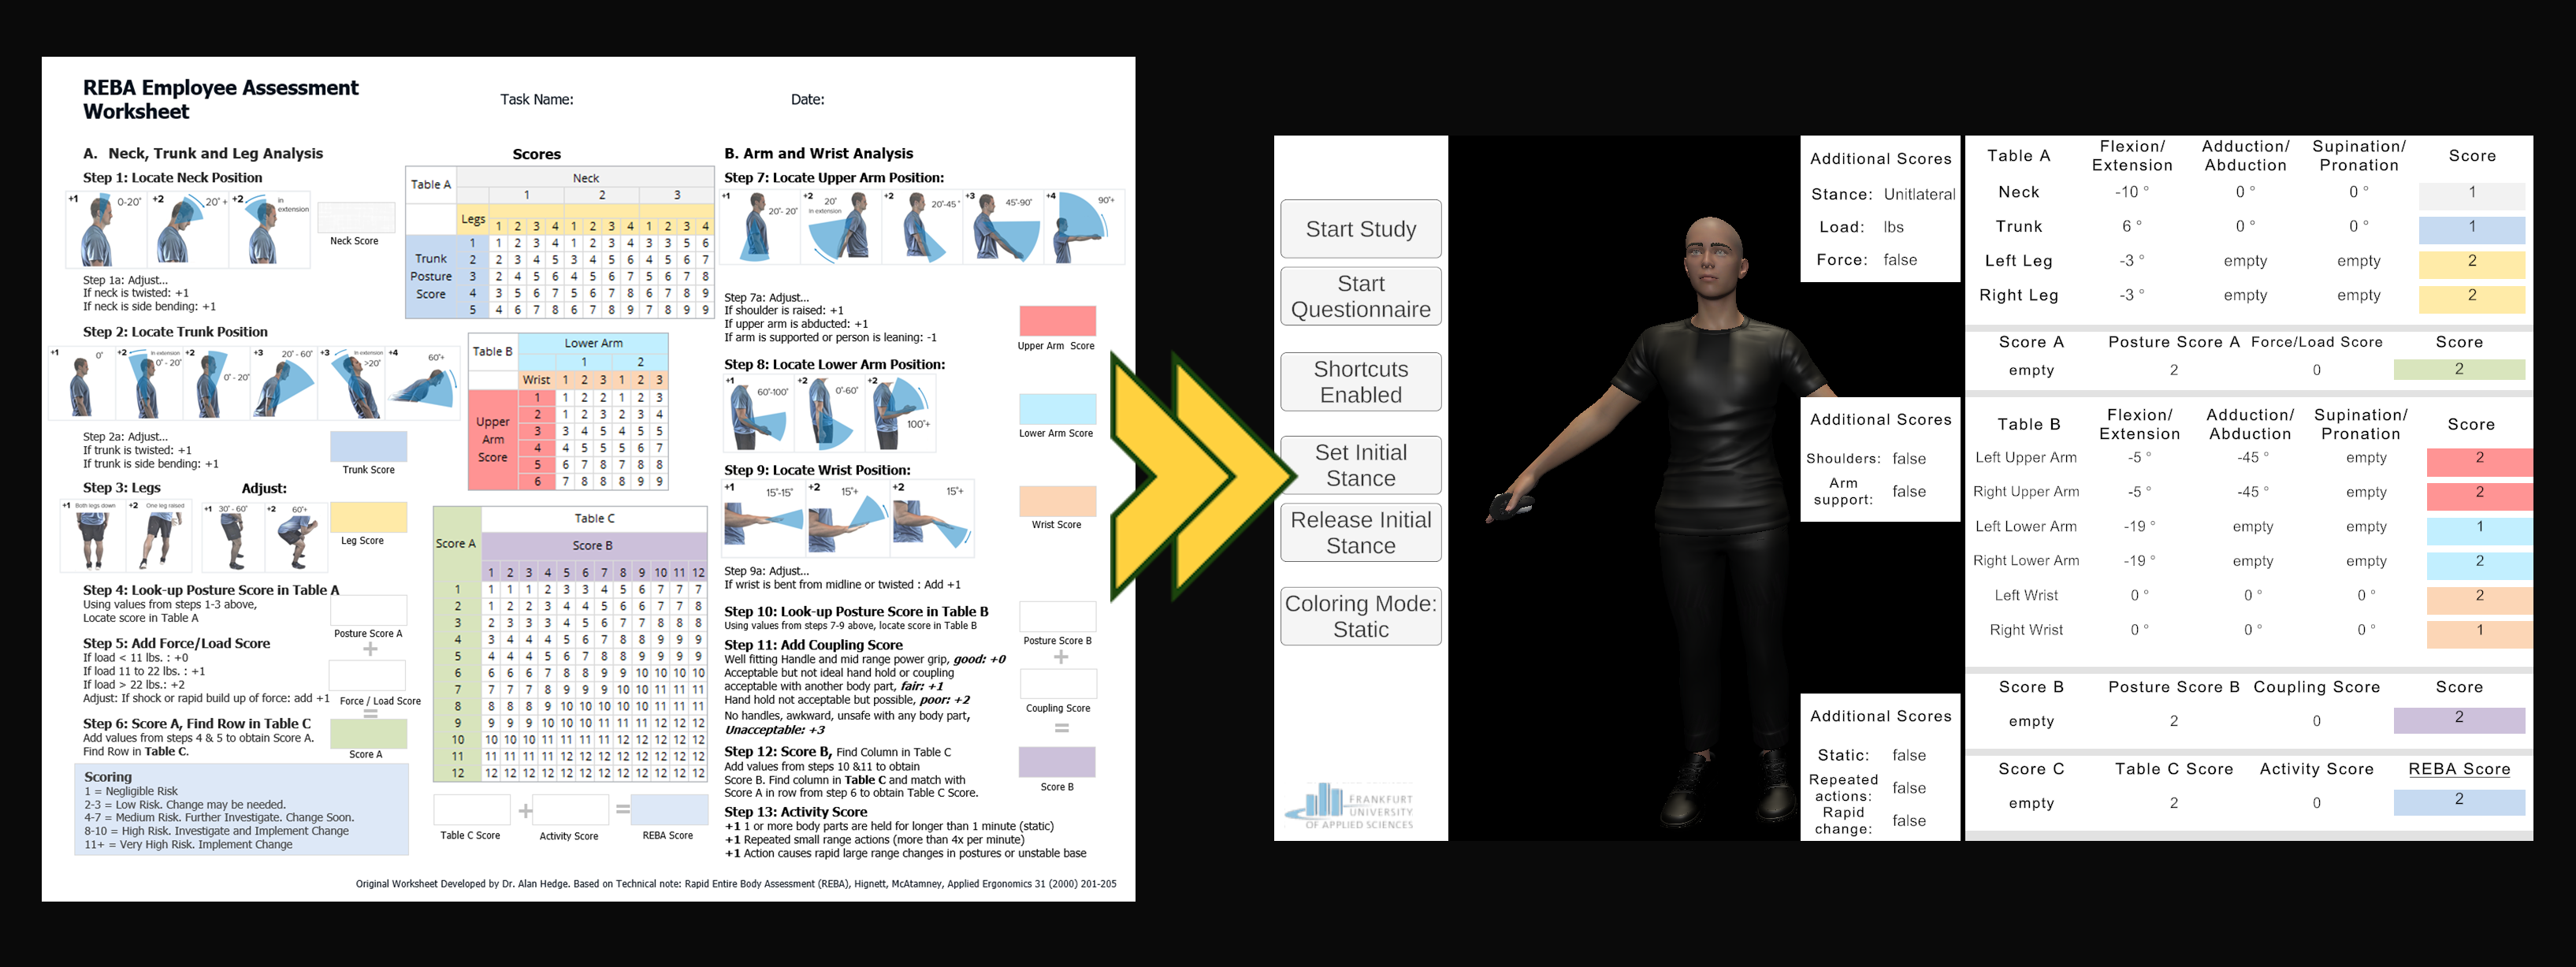 REBA Employee Assessment
Worksheet
Task Name:
Date:
A. Neck, Trunk and Leg Analysis
Step 1: Locate Neck Position
+1 0-20° +2 20°+ +2 in extension
Neck Score
Step 1a: Adjust...
If neck is twisted: +1
If neck is side bending: +1
Step 2: Locate Trunk Position
+1 0° +2 in extension 0°- 20° +2 0°- 20° +3 20°- 60° +3 in extension >20° +4 60°+
Step 2a: Adjust...
If trunk is twisted: +1
If trunk is side bending: +1
Trunk Score
Step 3: Legs
Adjust:
+1 Both legs down +2 One leg raised +1 30°- 60° +2 60°+
Leg Score
Step 4: Look-up Posture Score in Table A
Using values from steps 1-3 above,
Locate score in Table A
Posture Score A
+
Step 5: Add Force/Load Score
If load < 11 lbs. : +0
If load 11 to 22 lbs. : +1
If load > 22 lbs.: +2
Adjust: If shock or rapid build up of force: add +1
Force / Load Score
=
Step 6: Score A, Find Row in Table C
Add values from steps 4 & 5 to obtain Score A.
Find Row in Table C.
Score A
Scoring
1 = Negligible Risk
2-3 = Low Risk. Change may be needed.
4-7 = Medium Risk. Further Investigate. Change Soon.
8-10 = High Risk. Investigate and Implement Change
11+ = Very High Risk. Implement Change
Scores
Table A
Neck
1 2 3
Legs
1 2 3 4 1 2 3 4 1 2 3 4
Trunk Posture Score
1 1 2 3 4 1 2 3 4 3 3 5 6
2 2 3 4 5 3 4 5 6 4 5 6 7
3 2 4 5 6 4 5 6 7 5 6 7 8
4 3 5 6 7 5 6 7 8 6 7 8 9
5 4 6 7 8 6 7 8 9 7 8 9 9
Table B
Lower Arm
1 2
Wrist 1 2 3 1 2 3
Upper Arm Score
1 1 2 2 1 2 3
2 1 2 3 2 3 4
3 3 4 5 4 5 5
4 4 5 5 5 6 7
5 6 7 8 7 8 8
6 7 8 8 8 9 9
Score A
Table C
Score B
1 2 3 4 5 6 7 8 9 10 11 12
1 1 1 1 2 3 3 4 5 6 7 7 7
2 1 2 2 3 4 4 5 6 6 7 7 8
3 2 3 3 3 4 5 6 7 7 8 8 8
4 3 4 4 4 5 6 7 8 8 9 9 9
5 4 4 4 5 6 7 8 8 9 9 9 9
6 6 6 6 7 8 8 9 9 10 10 10 10
7 7 7 7 8 9 9 9 10 10 11 11 11
8 8 8 8 9 10 10 10 10 10 11 11 11
9 9 9 9 10 10 10 11 11 11 12 12 12
10 10 10 10 11 11 11 11 12 12 12 12 12
11 11 11 11 11 12 12 12 12 12 12 12 12
12 12 12 12 12 12 12 12 12 12 12 12 12
Table C Score
+
Activity Score
=
REBA Score
B. Arm and Wrist Analysis
Step 7: Locate Upper Arm Position:
+1 20°- 20° +2 20° in extension +2 20°-45° +3 45°-90° +4 90°+
Step 7a: Adjust...
If shoulder is raised: +1
If upper arm is abducted: +1
If arm is supported or person is leaning: -1
Upper Arm Score
Step 8: Locate Lower Arm Position:
+1 60°-100° +2 0°-60° +2 100°+
Lower Arm Score
Step 9: Locate Wrist Position:
+1 15°-15° +2 15°+ +2 15°+
Wrist Score
Step 9a: Adjust...
If wrist is bent from midline or twisted : Add +1
Step 10: Look-up Posture Score in Table B
Using values from steps 7-9 above, locate score in Table B
Posture Score B
+
Step 11: Add Coupling Score
Well fitting Handle and mid range power grip, good: +0
Acceptable but not ideal hand hold or coupling
acceptable with another body part, fair: +1
Hand hold not acceptable but possible, poor: +2
No handles, awkward, unsafe with any body part,
Unacceptable: +3
Coupling Score
=
Step 12: Score B, Find Column in Table C
Add values from steps 10 &11 to obtain
Score B. Find column in Table C and match with
Score A in row from step 6 to obtain Table C Score.
Score B
Step 13: Activity Score
+1 1 or more body parts are held for longer than 1 minute (static)
+1 Repeated small range actions (more than 4x per minute)
+1 Action causes rapid large range changes in postures or unstable base
Original Worksheet Developed by Dr. Alan Hedge. Based on Technical note: Rapid Entire Body Assessment (REBA), Hignett, McAtamney, Applied Ergonomics 31 (2000) 201-205
Start Study
Start
Questionnaire
Shortcuts
Enabled
Set Initial
Stance
Release Initial
Stance
Coloring Mode:
Static
FRANKFURT
UNIVERSITY
OF APPLIED SCIENCES
Additional Scores
Stance: Unitlateral
Load: lbs
Force: false
Additional Scores
Shoulders: false
Arm
support: false
Additional Scores
Static: false
Repeated
actions: false
Rapid
change: false
Table A Flexion/ Extension Adduction/ Abduction Supination/ Pronation Score
Neck -10 ° 0 ° 0 ° 1
Trunk 6 ° 0 ° 0 ° 1
Left Leg -3 ° empty empty 2
Right Leg -3 ° empty empty 2
Score A Posture Score A Force/Load Score Score
empty 2 0 2
Table B Flexion/ Extension Adduction/ Abduction Supination/ Pronation Score
Left Upper Arm -5 ° -45 ° empty 2
Right Upper Arm -5 ° -45 ° empty 2
Left Lower Arm -19 ° empty empty 1
Right Lower Arm -19 ° empty empty 2
Left Wrist 0 ° 0 ° 0 ° 2
Right Wrist 0 ° 0 ° 0 ° 1
Score B Posture Score B Coupling Score Score
empty 2 0 2
Score C Table C Score Activity Score REBA Score
empty 2 0 2